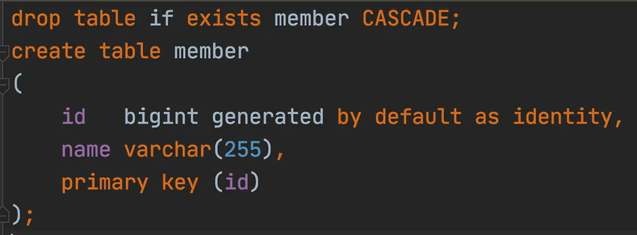 drop table if exists member CASCADE;
create table member
(
    id   bigint generated by default as identity,
    name varchar(255),
    primary key (id)
);